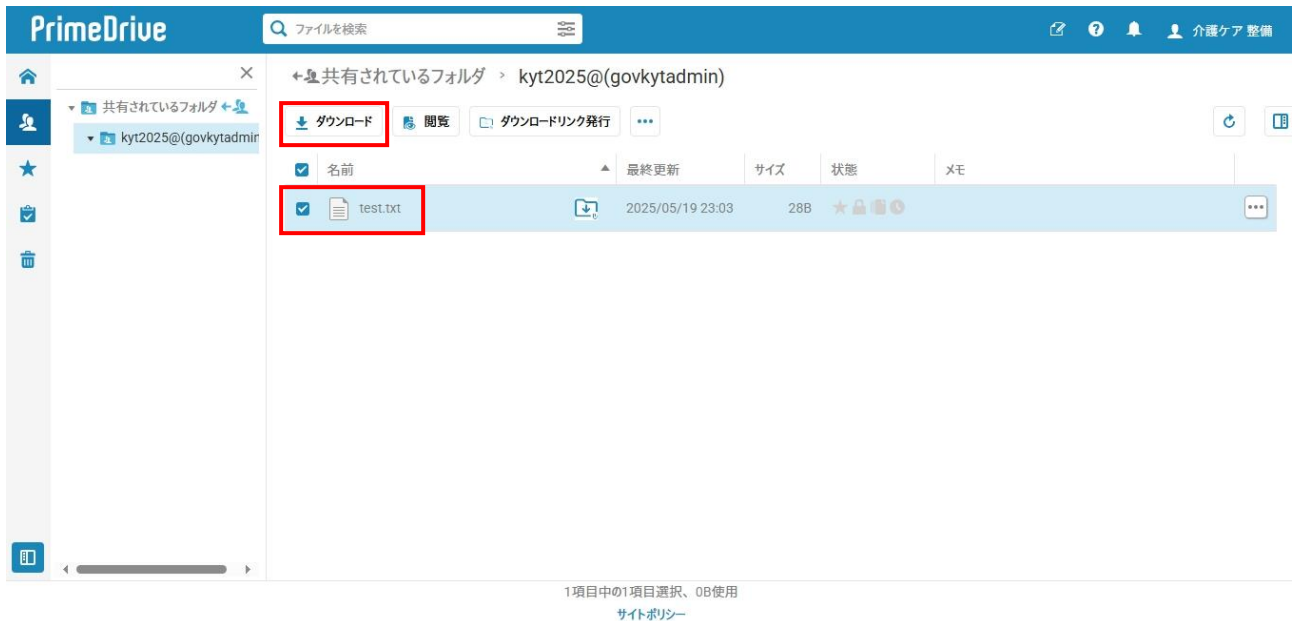 PrimeDrive
ファイルを検索
介護ケア 整備
共有されているフォルダ > kyt2025@(govkytadmin)
共有されているフォルダ
kyt2025@(govkytadmin
ダウンロード 閲覧 ダウンロードリンク発行
名前 最終更新 サイズ 状態 メモ
test.txt 2025/05/19 23:03 28B
1項目中の1項目選択、0B使用
サイトポリシー